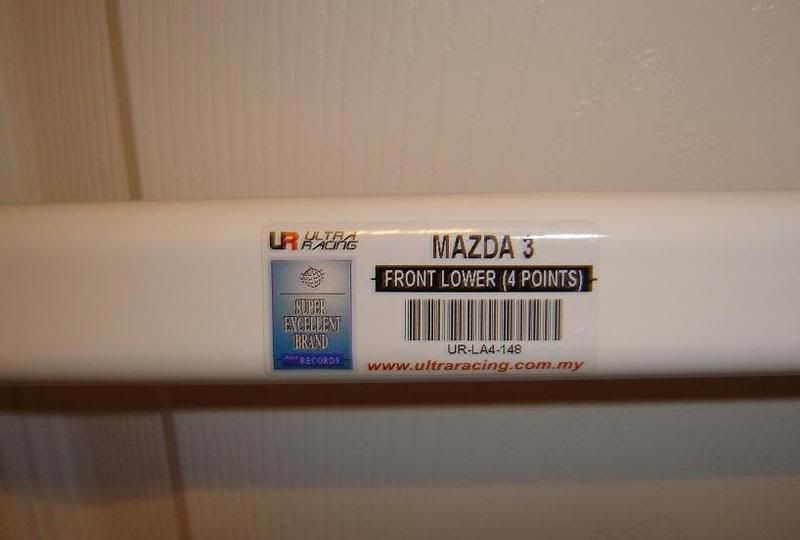 UR ULTRA RACING
MAZDA 3
FRONT LOWER (4 POINTS)
SUPER
EXCELLENT
BRAND
RECORDS
UR-LA4-148
www.ultraracing.com.my